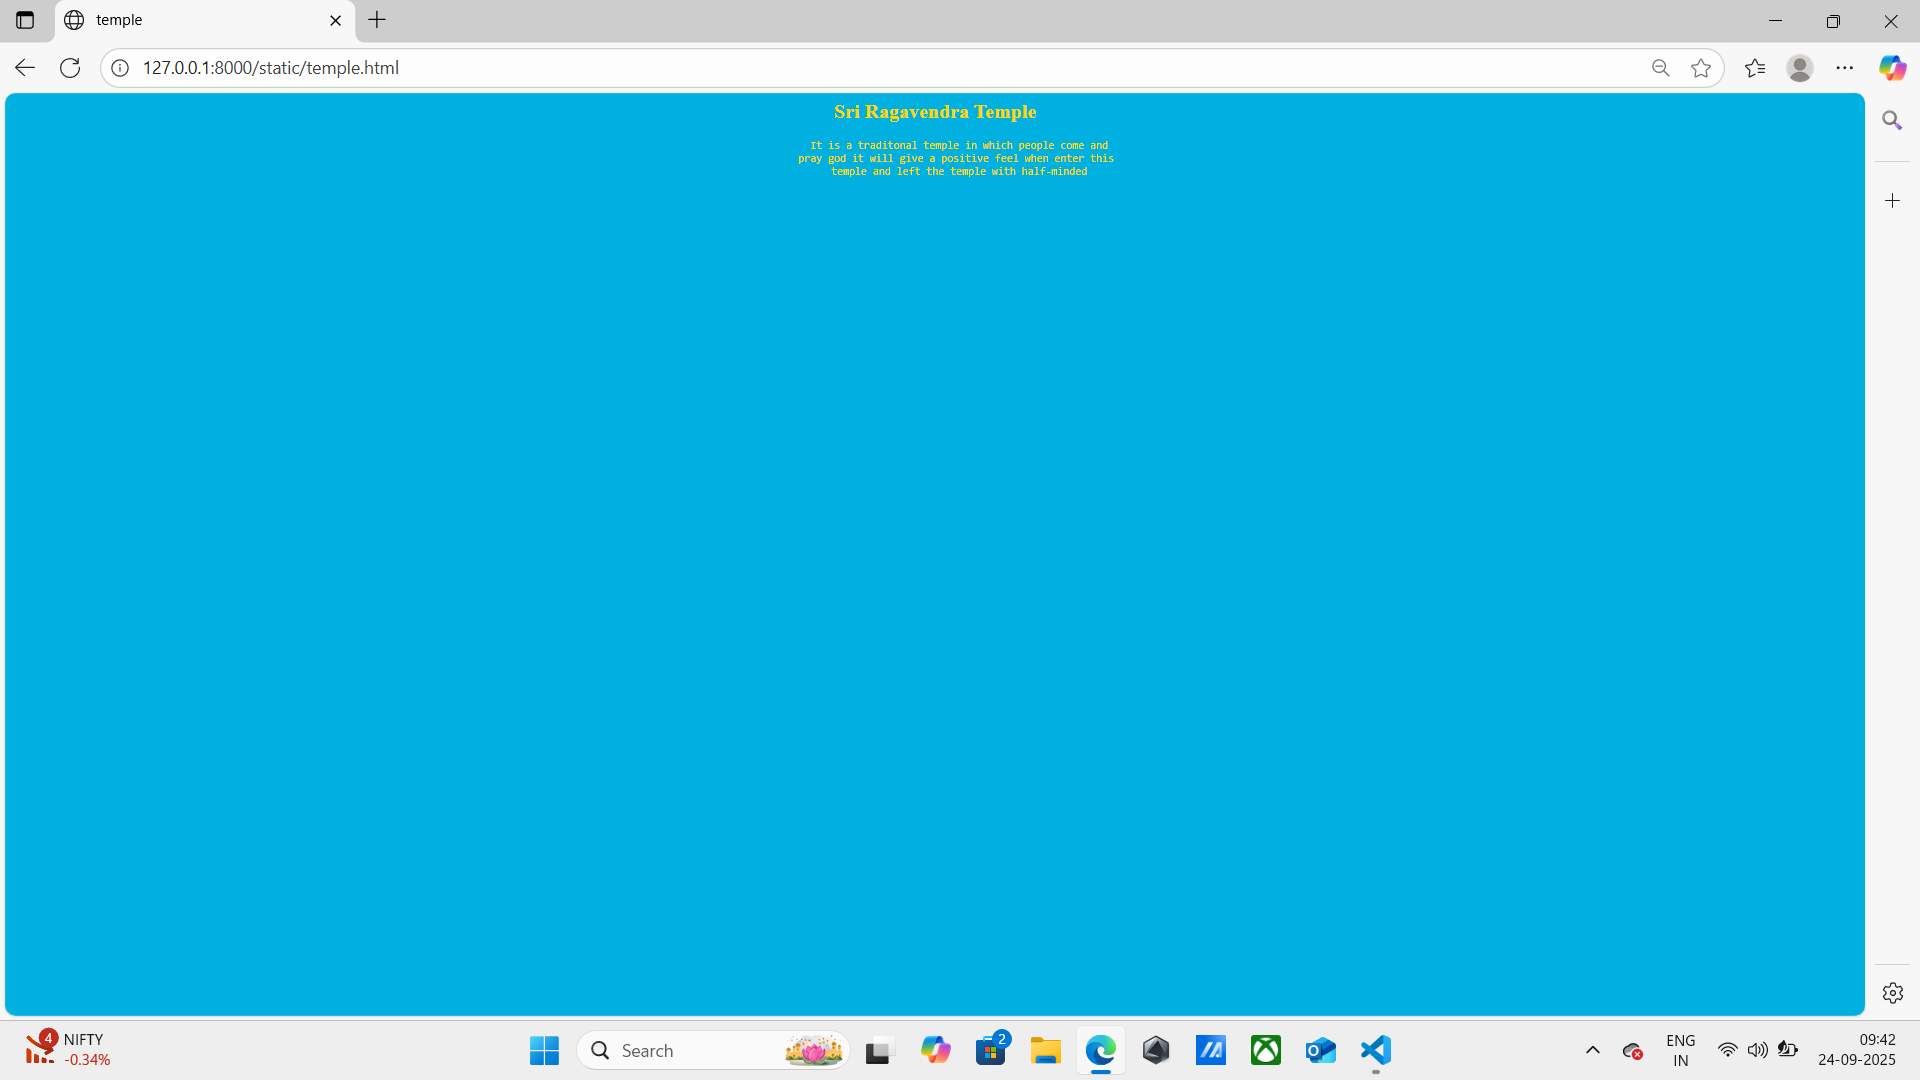 temple
127.0.0.1:8000/static/temple.html
Sri Ragavendra Temple
It is a traditonal temple in which people come and
pray god it will give a positive feel when enter this
temple and left the temple with half-minded
4
NIFTY
-0.34%
Search
2
ENG
IN
09:42
24-09-2025